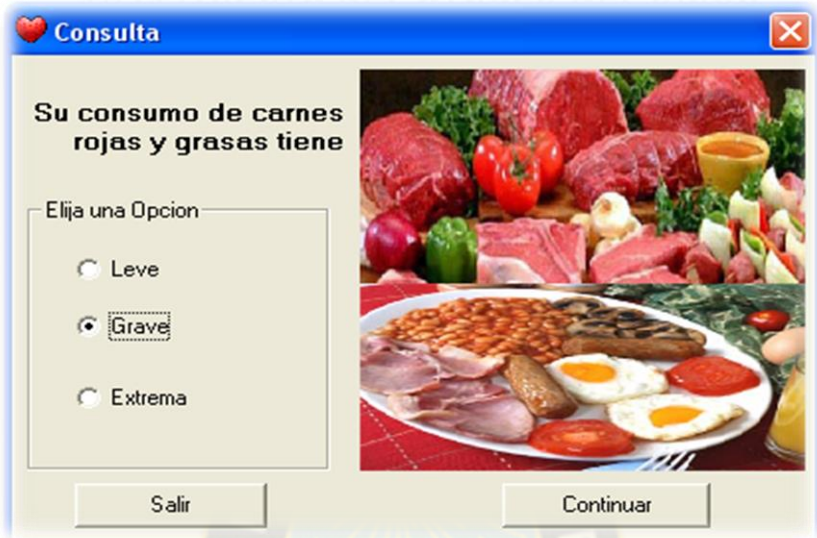 Consulta
Su consumo de carnes
rojas y grasas tiene
Elija una Opcion
Leve
Grave
Extrema
Salir
Continuar